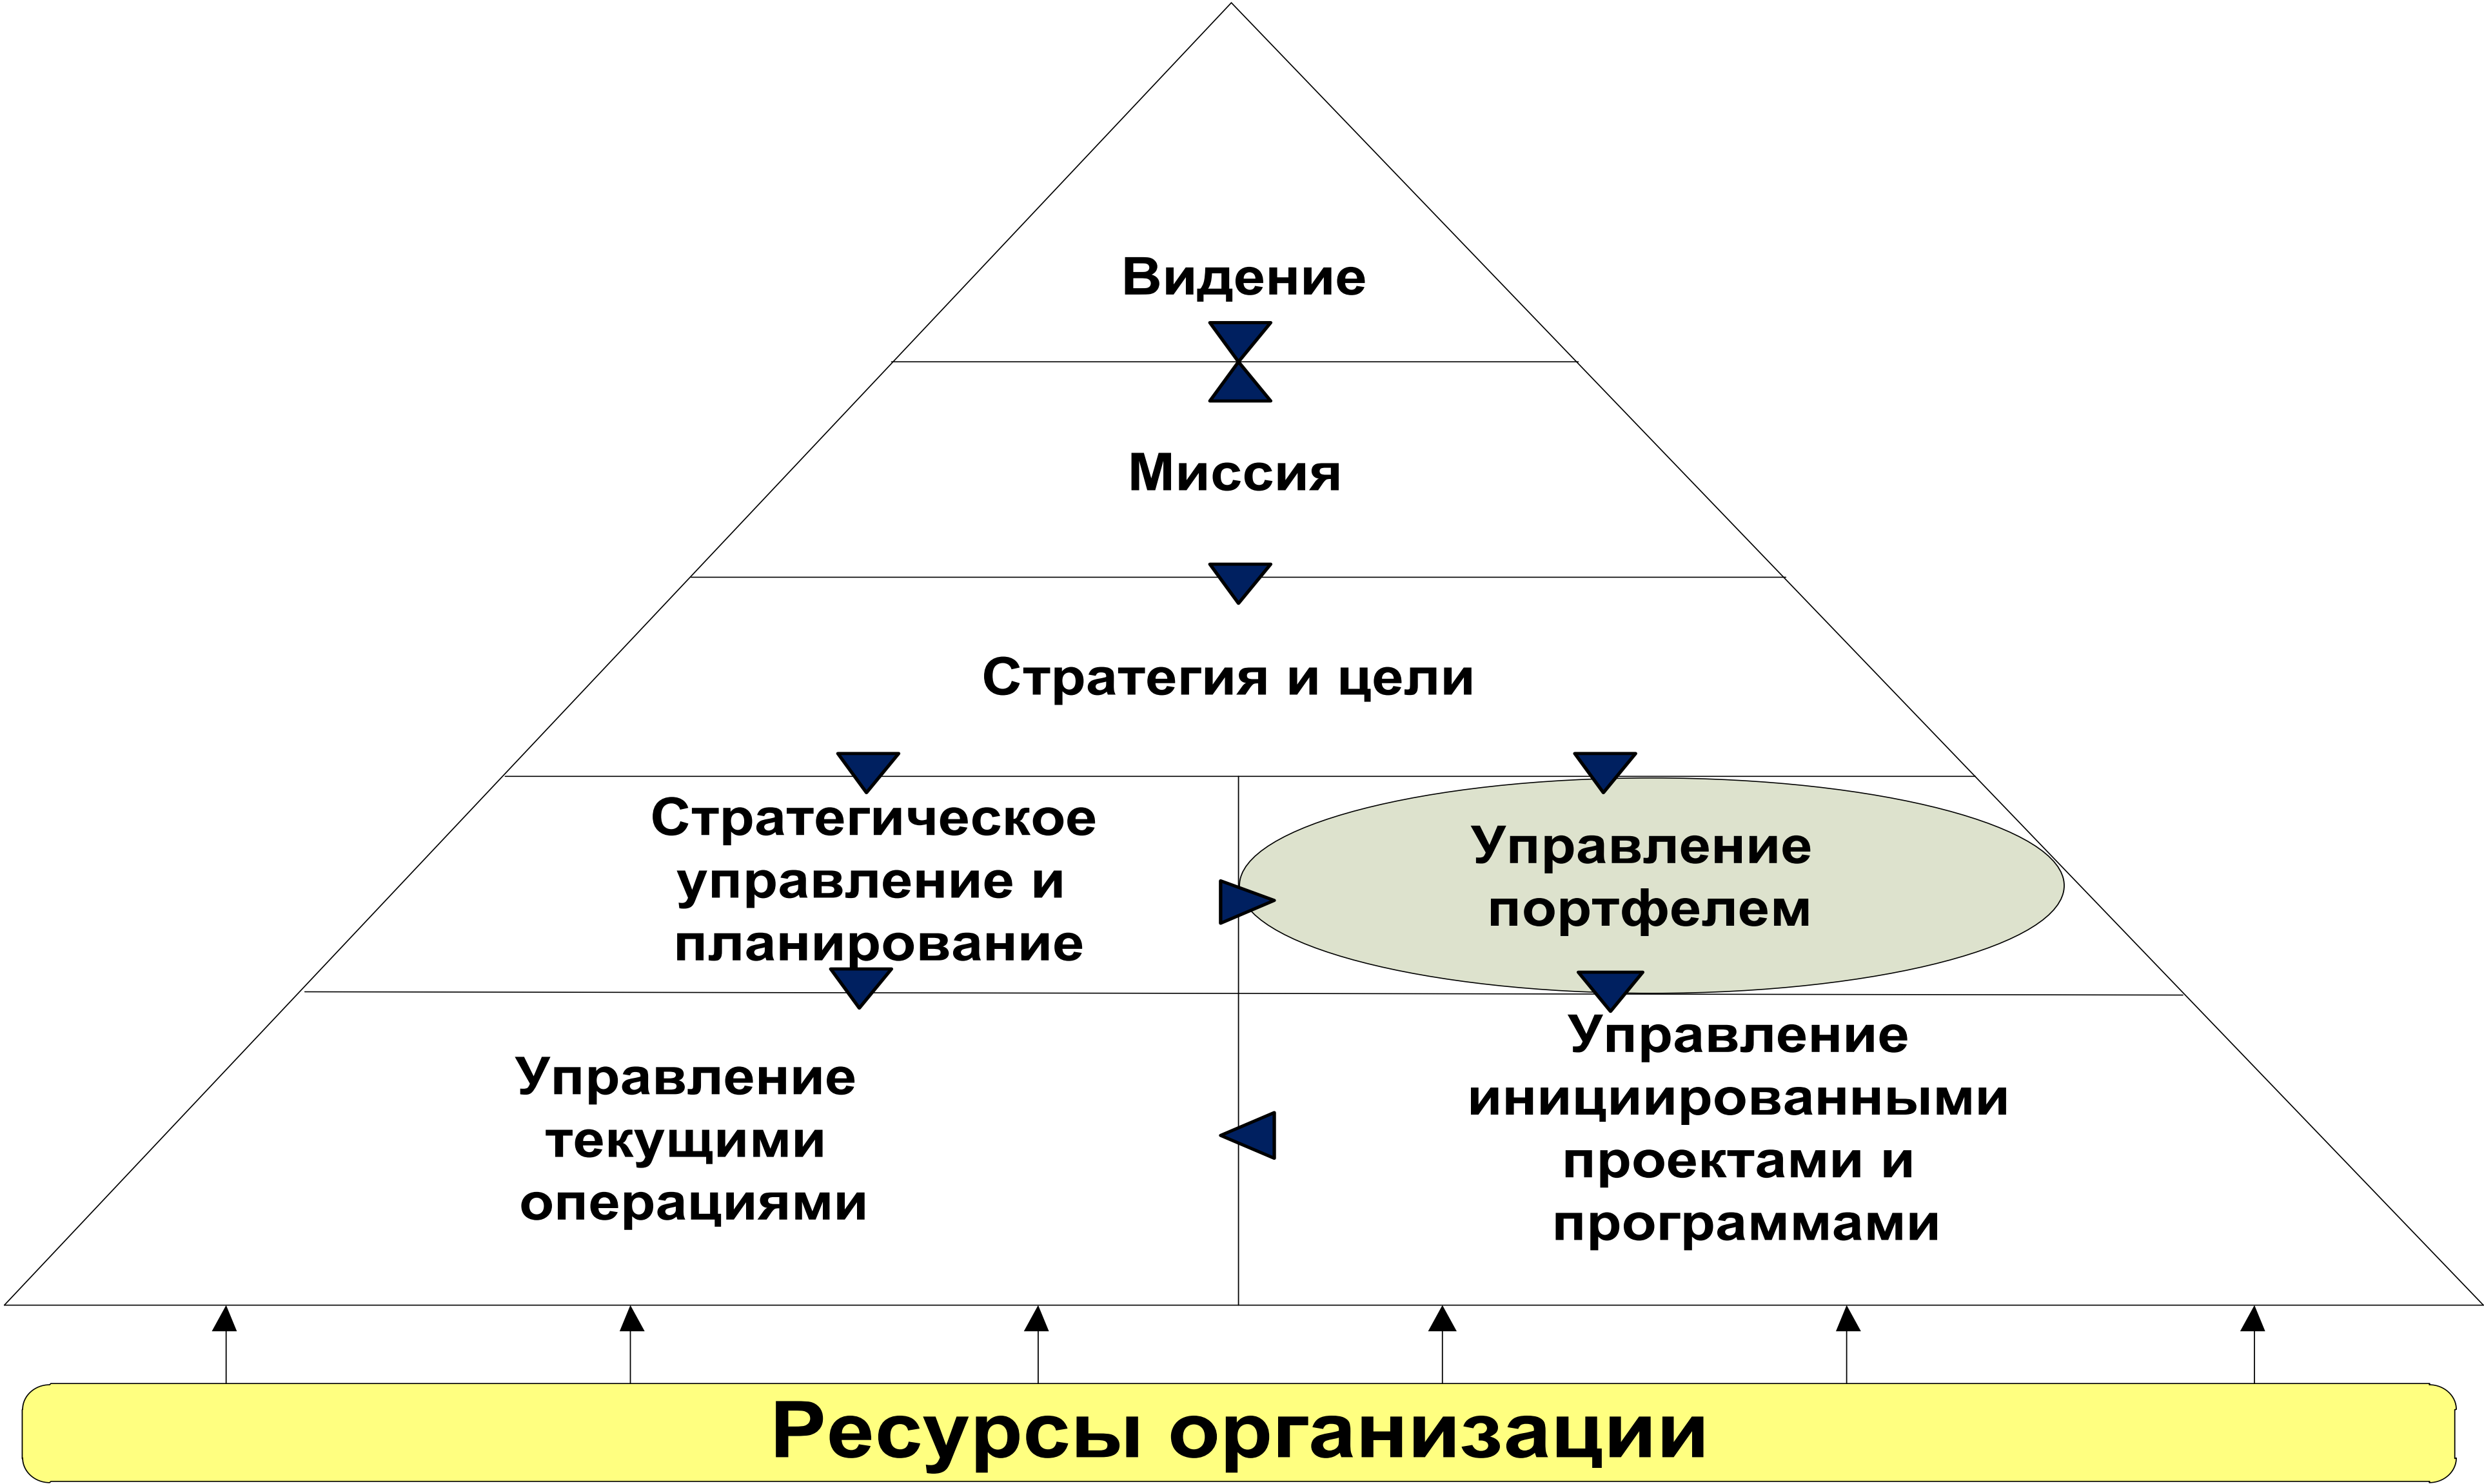 Видение
Миссия
Стратегия и цели
Стратегическое
управление и
планирование
Управление
портфелем
Управление
текущими
операциями
Управление
инициированными
проектами и
программами
Ресурсы организации